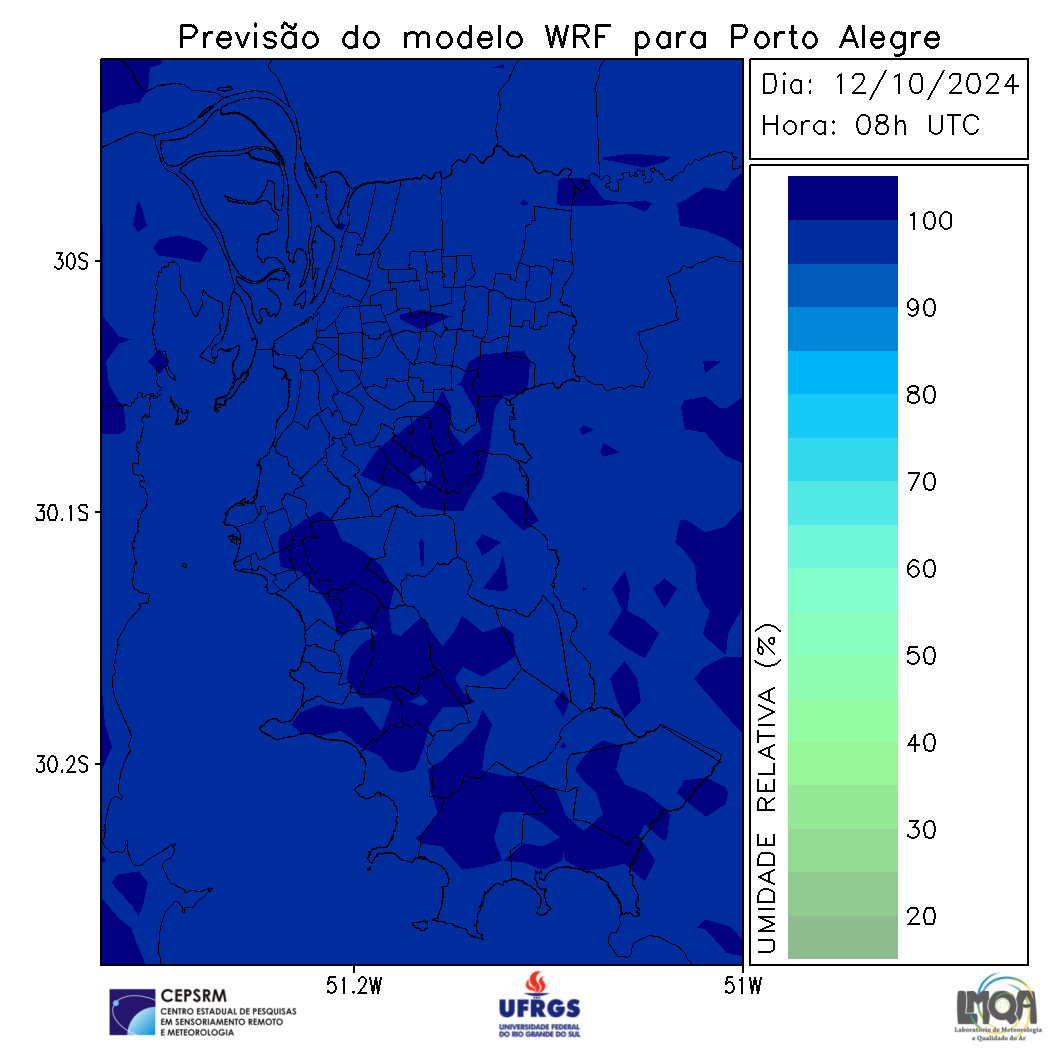 Previsão do modelo WRF para Porto Alegre
Dia: 12/10/2024
Hora: 08h UTC
100
90
80
70
60
50
40
30
20
UMIDADE RELATIVA (%)
30S
30.1S
30.2S
51.2W
51W
CEPSRM
CENTRO ESTADUAL DE PESQUISAS
EM SENSORIAMENTO REMOTO
E METEOROLOGIA
UFRGS
UNIVERSIDADE FEDERAL
DO RIO GRANDE DO SUL
LMQA
Laboratório de Meteorologia
e Qualidade do Ar